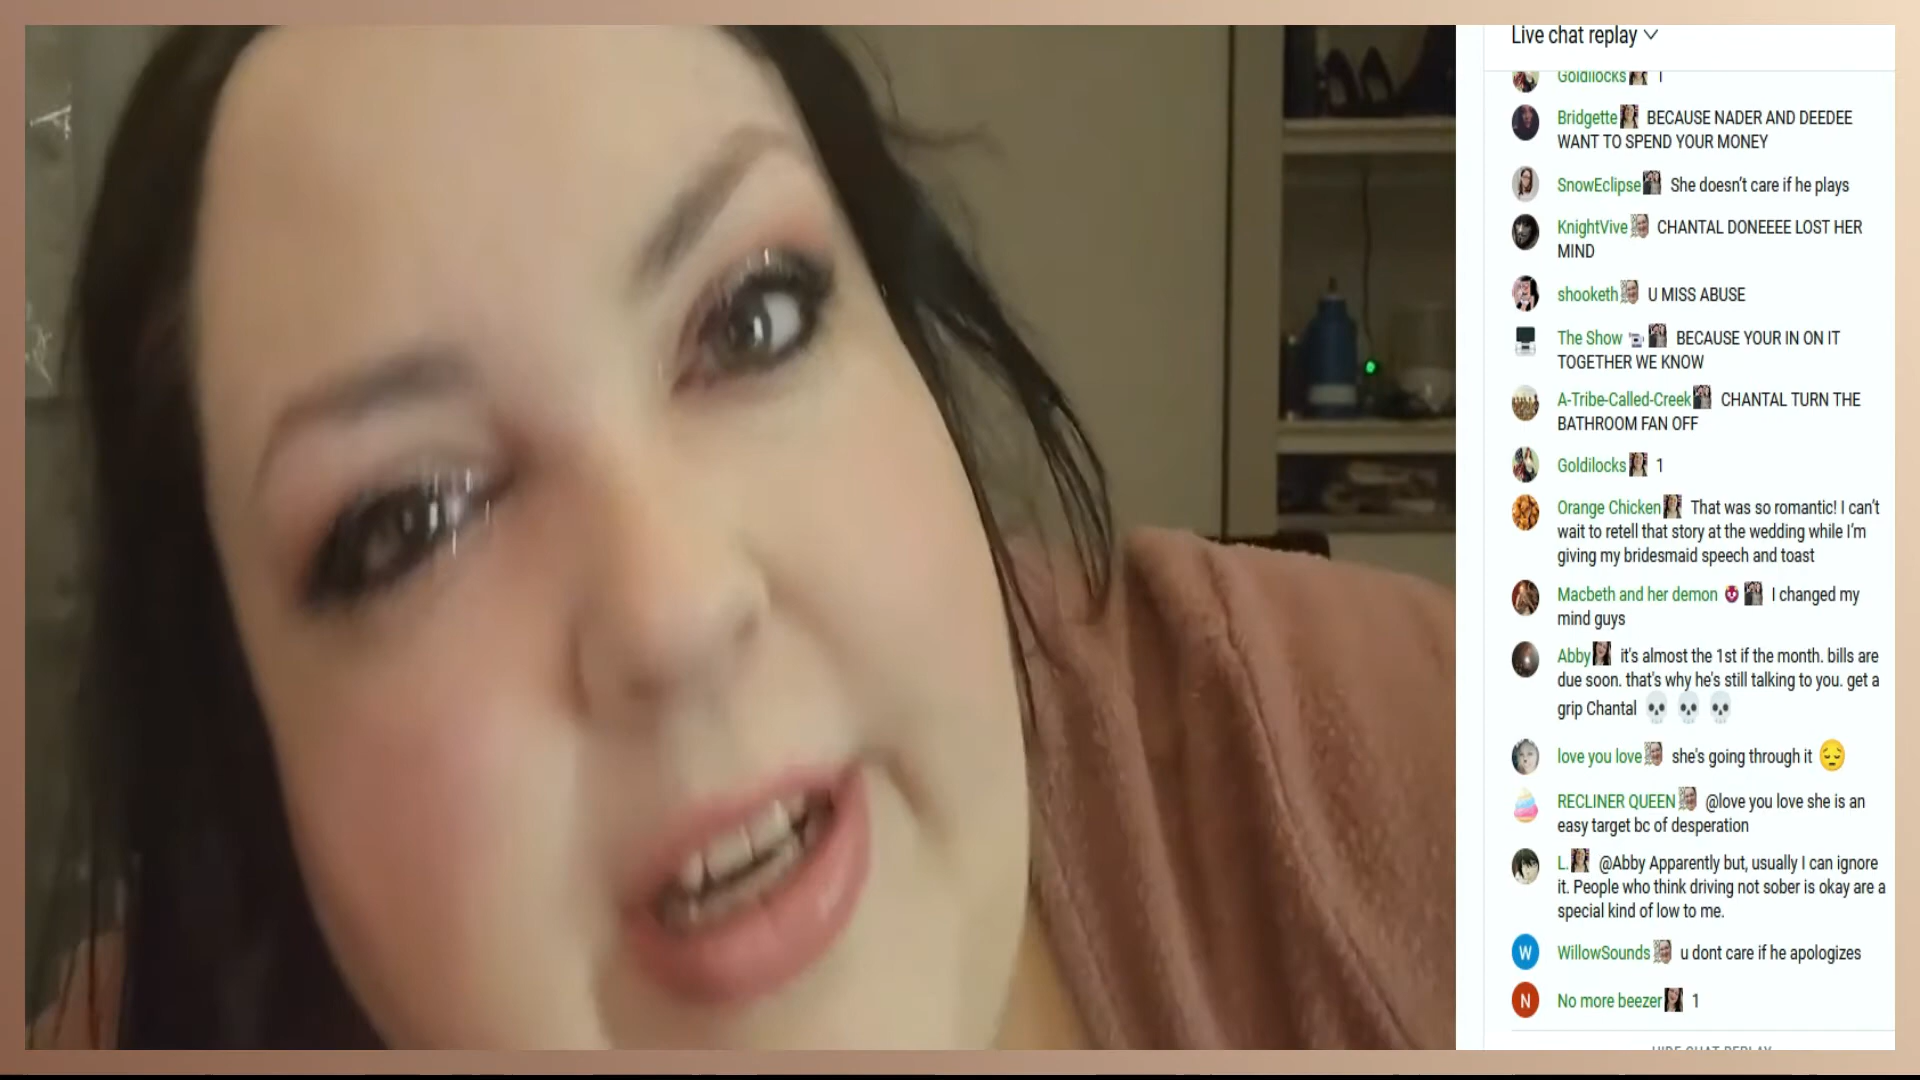 Live chat replay
Goldilocks 1
Bridgette BECAUSE NADER AND DEEDEE
WANT TO SPEND YOUR MONEY
SnowEclipse She doesn't care if he plays
KnightVive CHANTAL DONEEEE LOST HER
MIND
shooketh U MISS ABUSE
The Show BECAUSE YOUR IN ON IT
TOGETHER WE KNOW
A-Tribe-Called-Creek CHANTAL TURN THE
BATHROOM FAN OFF
Goldilocks 1
Orange Chicken That was so romantic! I can't
wait to retell that story at the wedding while I'm
giving my bridesmaid speech and toast
Macbeth and her demon I changed my
mind guys
Abby it's almost the 1st if the month. bills are
due soon. that's why he's still talking to you. get a
grip Chantal 💀 💀 💀
love you love she's going through it 😔
RECLINER QUEEN @love you love she is an
easy target bc of desperation
L. @Abby Apparently but, usually I can ignore
it. People who think driving not sober is okay are a
special kind of low to me.
W WillowSounds u dont care if he apologizes
N No more beezer 1
HIDE CHAT REPLAY